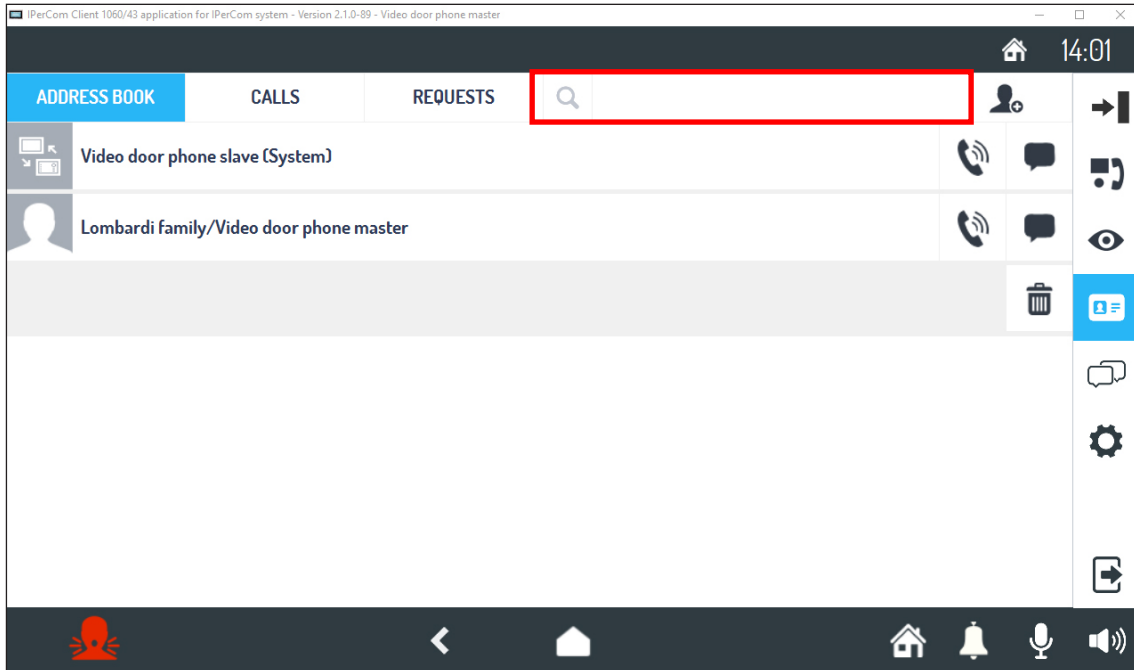 IPerCom Client 1060/43 application for IPerCom system - Version 2.1.0-89 - Video door phone master
14:01
ADDRESS BOOK CALLS REQUESTS
Video door phone slave (System)
Lombardi family/Video door phone master